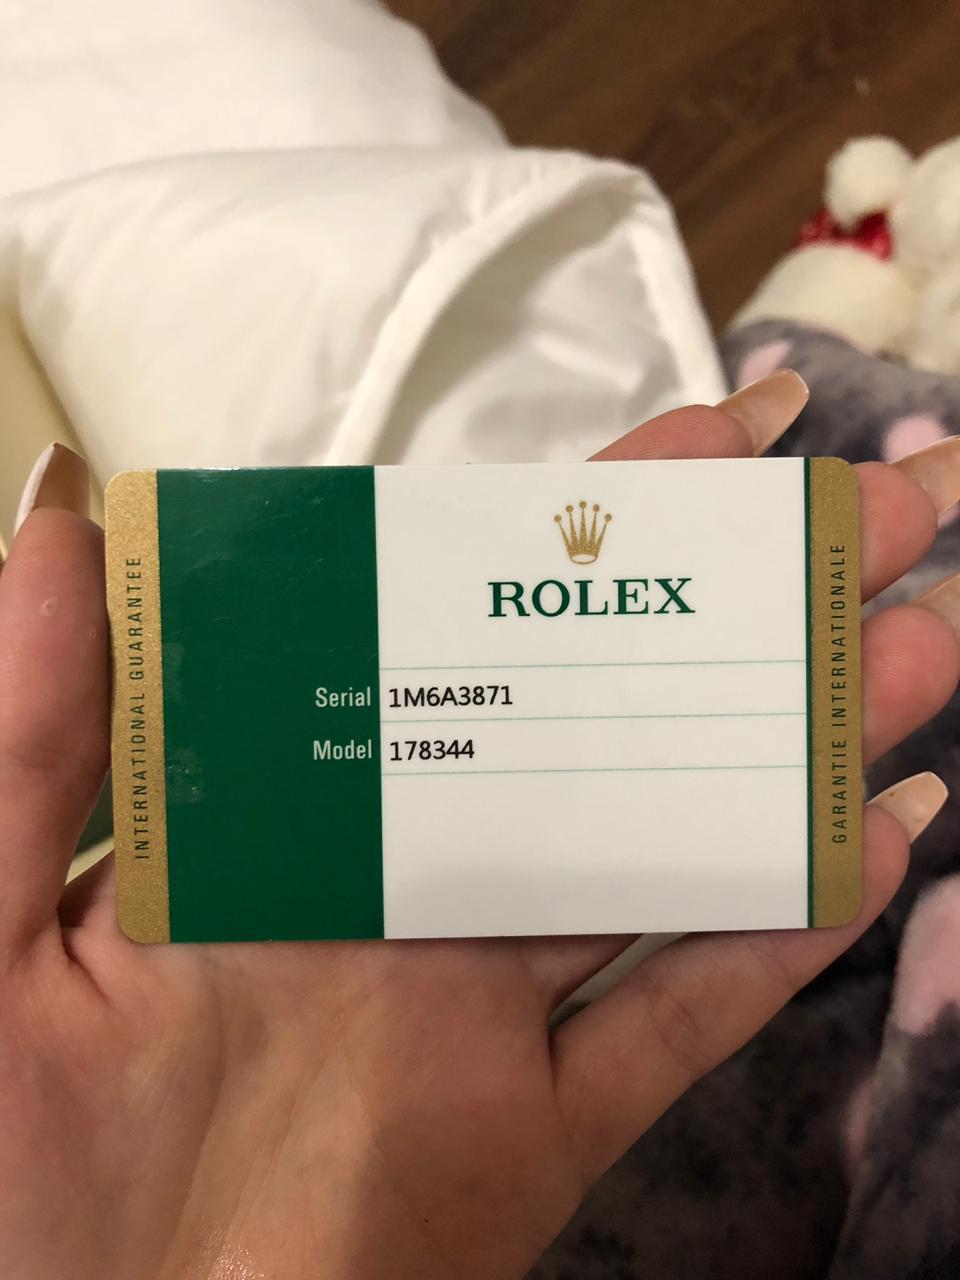 INTERNATIONAL GUARANTEE
ROLEX
Serial 1M6A3871
Model 178344
GARANTIE INTERNATIONALE